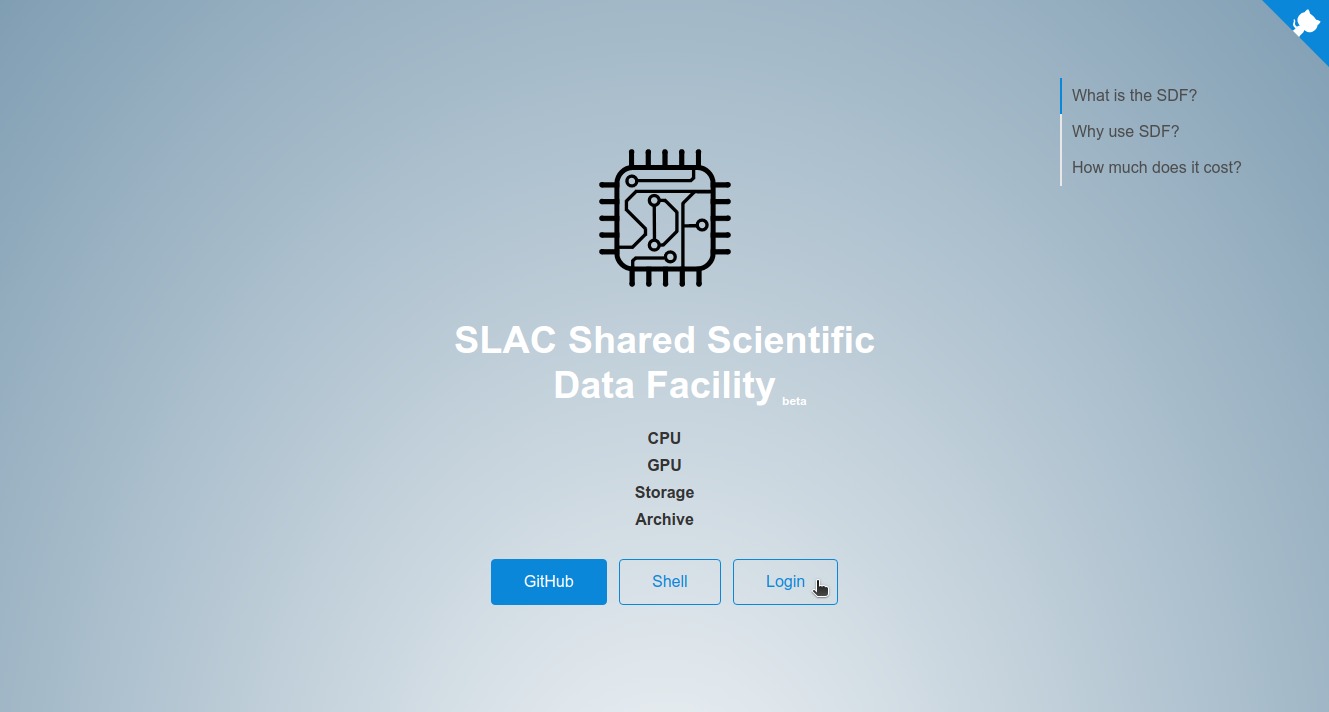 What is the SDF?
Why use SDF?
How much does it cost?
SLAC Shared Scientific
Data Facility beta
CPU
GPU
Storage
Archive
GitHub
Shell
Login